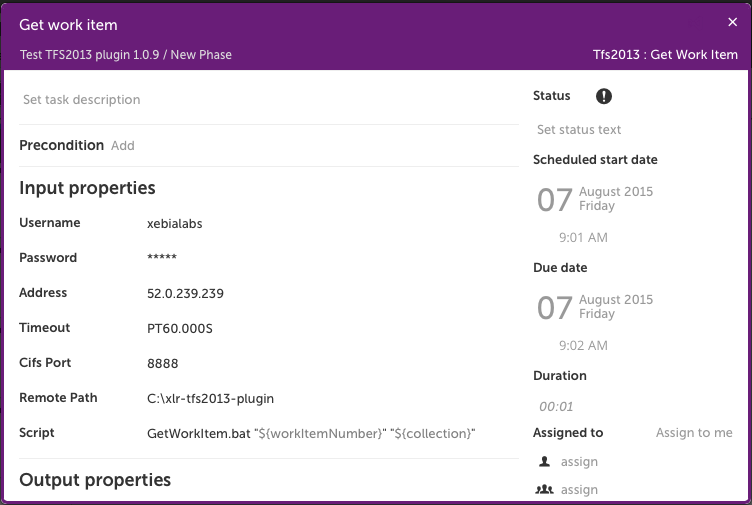 Get work item
×
Test TFS2013 plugin 1.0.9 / New Phase
Tfs2013 : Get Work Item
Set task description
Precondition Add
Input properties
Username xebialabs
Password *****
Address 52.0.239.239
Timeout PT60.000S
Cifs Port 8888
Remote Path C:\xlr-tfs2013-plugin
Script GetWorkItem.bat "${workItemNumber}" "${collection}"
Output properties
Status !
Set status text
Scheduled start date
07 August 2015
Friday
9:01 AM
Due date
07 August 2015
Friday
9:02 AM
Duration
00:01
Assigned to Assign to me
assign
assign